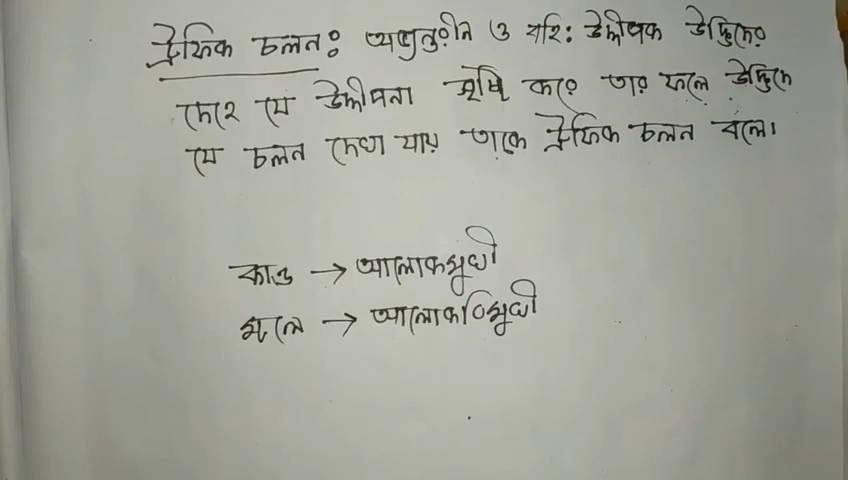 ট্রফিক চলন: অভ্যন্তরীন ও বহি: উদ্দীপক উদ্ভিদের
দেহে যে উদ্দীপনা সৃষ্টি করে তার ফলে উদ্ভিদে
যে চলন দেখা যায় তাকে ট্রফিক চলন বলে।
কান্ড → আলোকমুখী
মূলে → আলোকবিমুখী